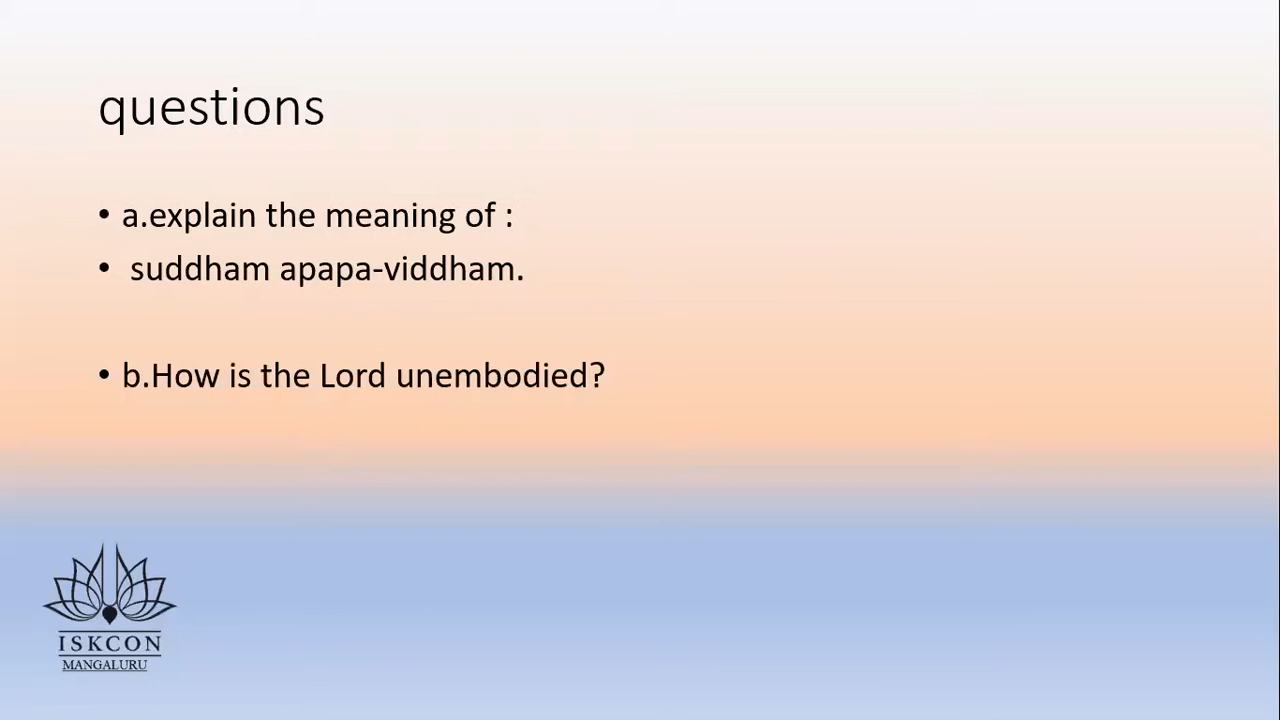 questions
• a.explain the meaning of :
• suddham apapa-viddham.
• b.How is the Lord unembodied?
ISKCON
MANGALURU